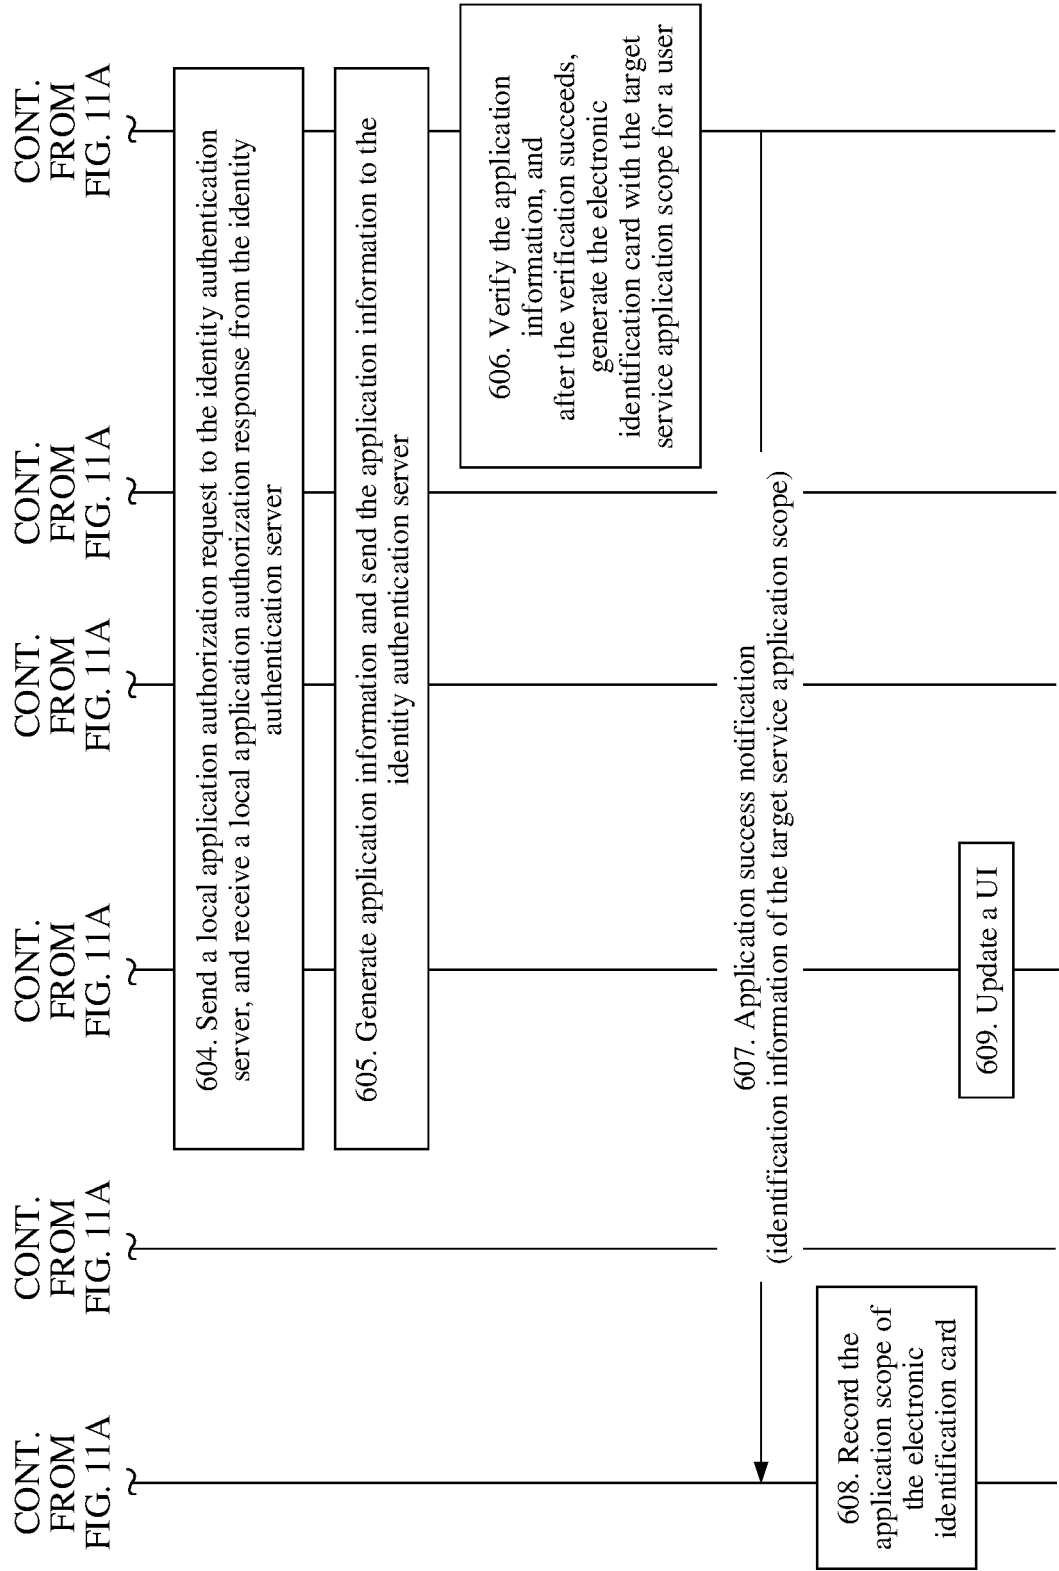 CONT.
FROM
FIG. 11A
CONT.
FROM
FIG. 11A
CONT.
FROM
FIG. 11A
CONT.
FROM
FIG. 11A
CONT.
FROM
FIG. 11A
CONT.
FROM
FIG. 11A
604. Send a local application authorization request to the identity authentication
server, and receive a local application authorization response from the identity
authentication server
605. Generate application information and send the application information to the
identity authentication server
606. Verify the application
information, and
after the verification succeeds,
generate the electronic
identification card with the target
service application scope for a user
607. Application success notification
(identification information of the target service application scope)
608. Record the
application scope of
the electronic
identification card
609. Update a UI